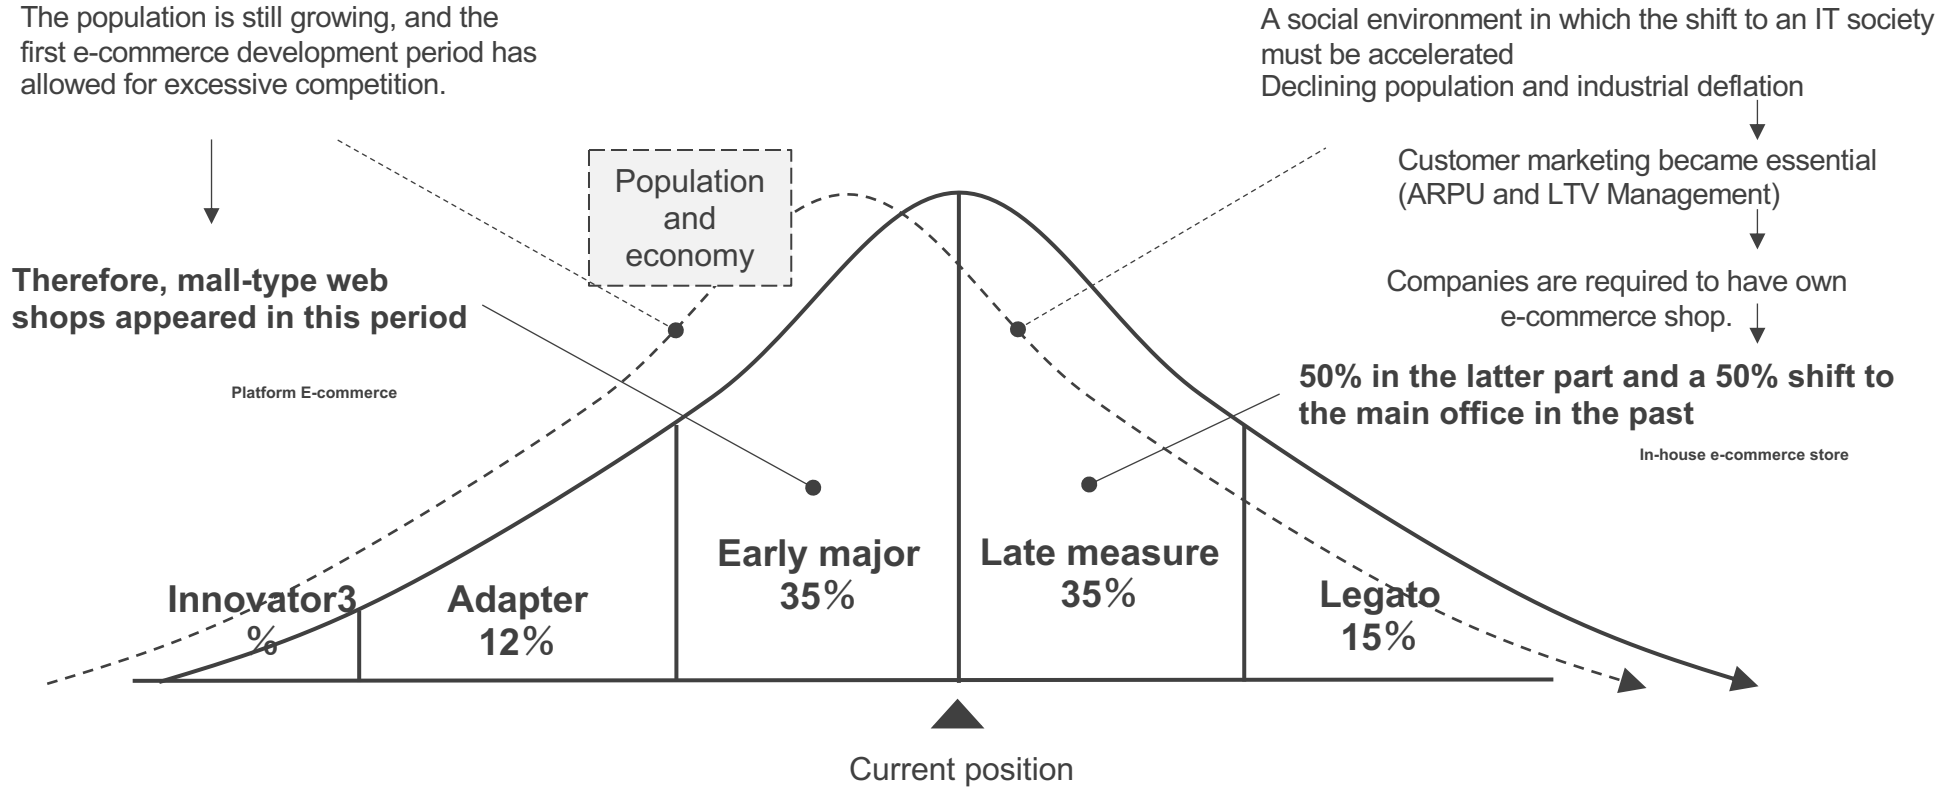 The population is still growing, and the
first e-commerce development period has
allowed for excessive competition.
Therefore, mall-type web
shops appeared in this period
Platform E-commerce
Population
and
economy
A social environment in which the shift to an IT society
must be accelerated
Declining population and industrial deflation
Customer marketing became essential
(ARPU and LTV Management)
Companies are required to have own
e-commerce shop.
50% in the latter part and a 50% shift to
the main office in the past
In-house e-commerce store
Innovator3
%
Adapter
12%
Early major
35%
Late measure
35%
Legato
15%
Current position